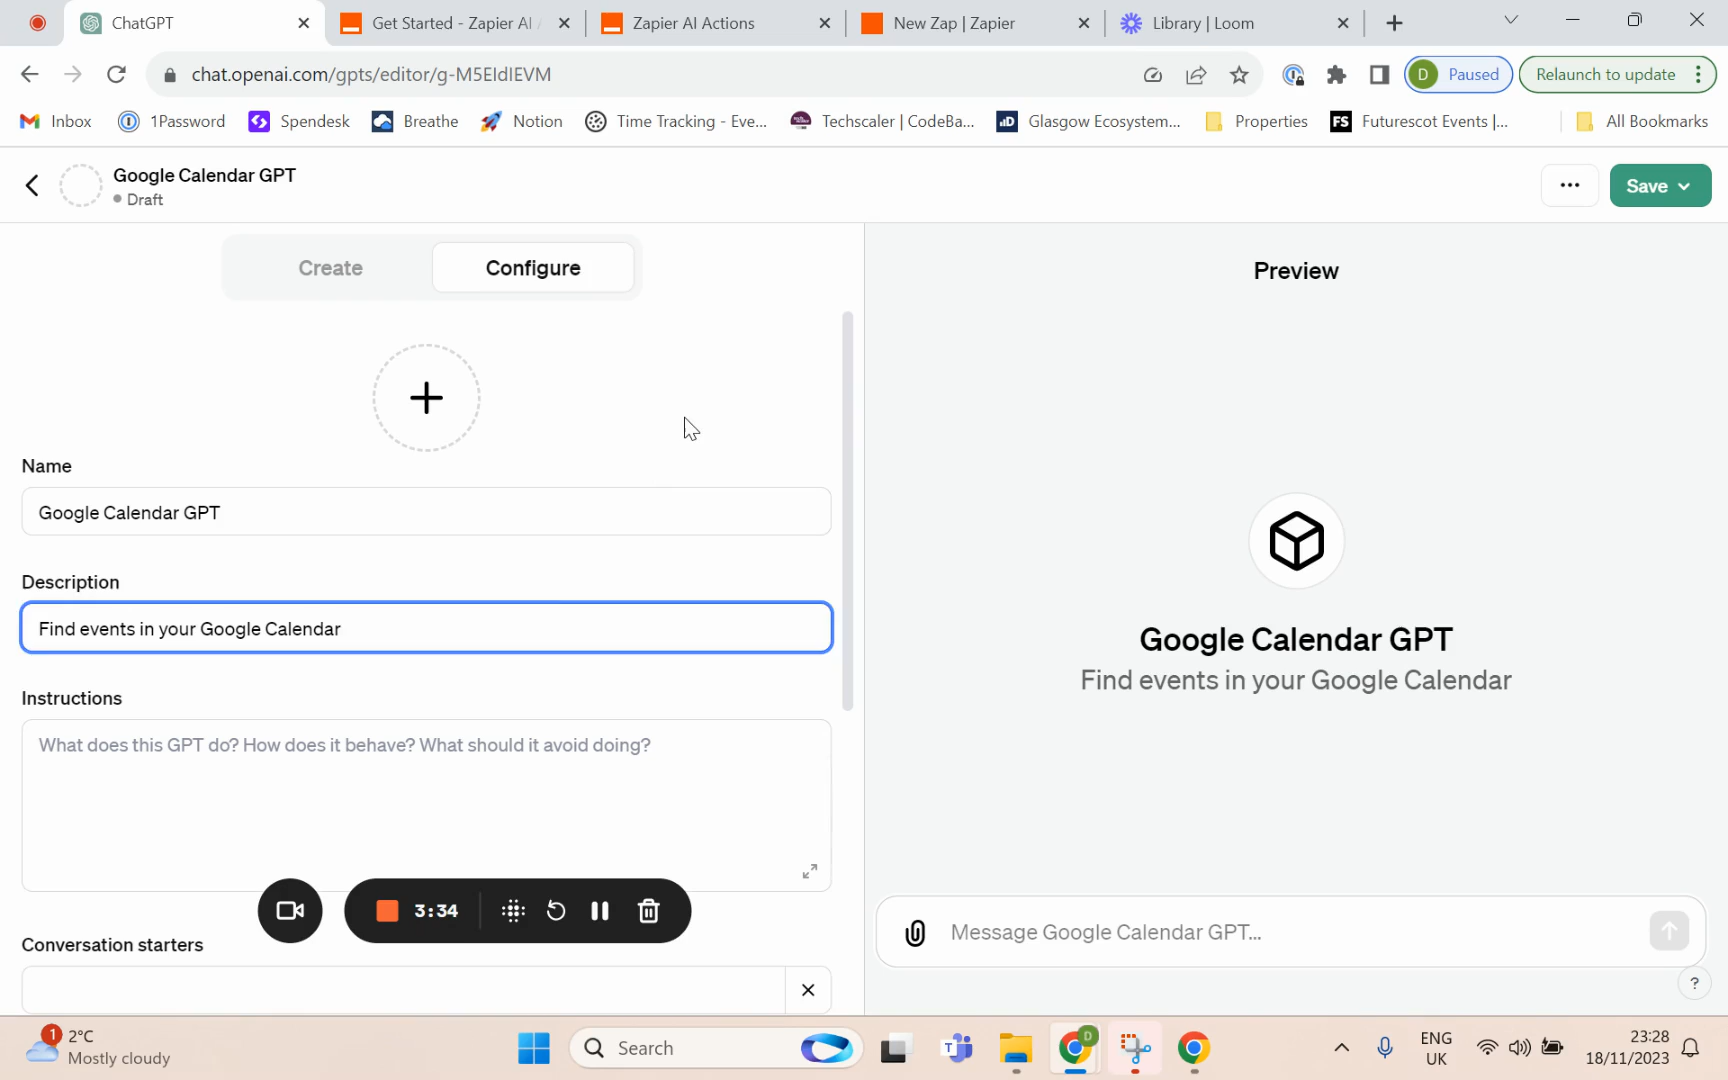 ChatGPT
Get Started - Zapier AI
Zapier AI Actions
New Zap | Zapier
Library | Loom
chat.openai.com/gpts/editor/g-M5EIdIEVM
D Paused
Relaunch to update
Inbox
1Password
Spendesk
Breathe
Notion
Time Tracking - Eve...
Techscaler | CodeBa...
Glasgow Ecosystem...
Properties
FS Futurescot Events |...
All Bookmarks
Google Calendar GPT
Draft
Save
Create
Configure
Preview
Name
Google Calendar GPT
Description
Find events in your Google Calendar
Google Calendar GPT
Find events in your Google Calendar
Instructions
What does this GPT do? How does it behave? What should it avoid doing?
3:34
Message Google Calendar GPT...
Conversation starters
?
1
2°C
Mostly cloudy
Search
D
ENG
UK
23:28
18/11/2023